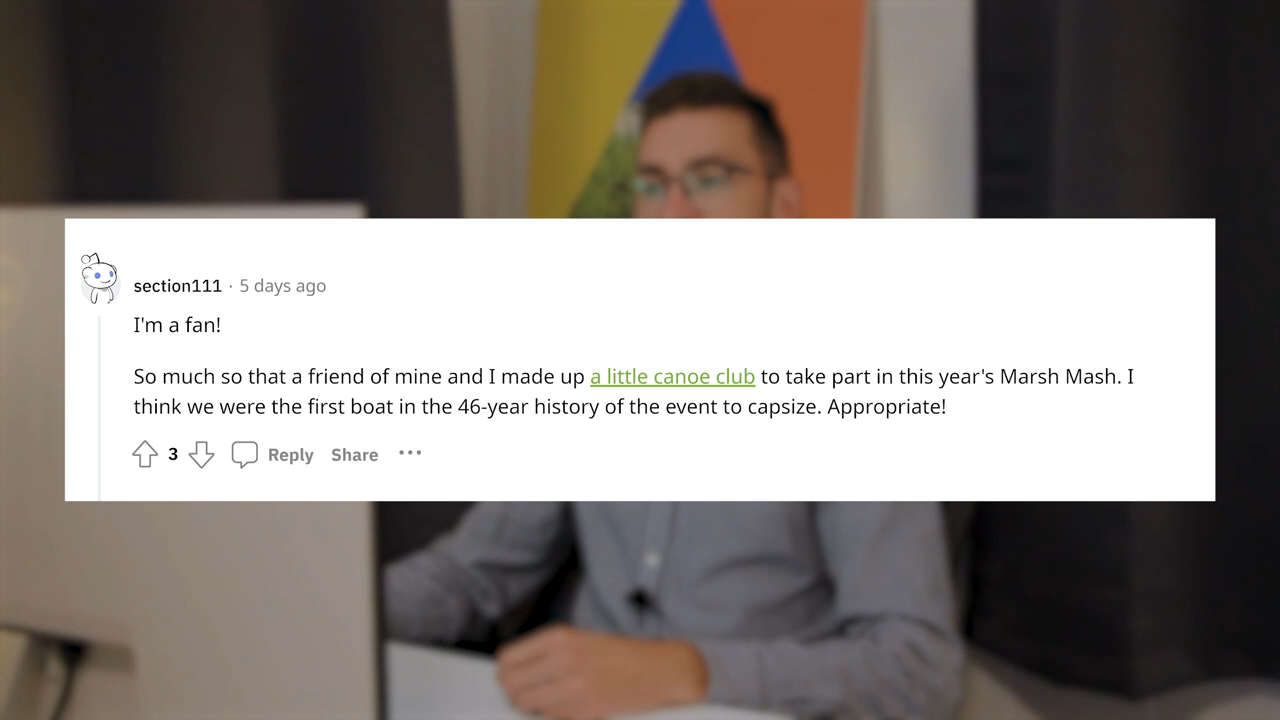 section111 · 5 days ago
I'm a fan!
So much so that a friend of mine and I made up a little canoe club to take part in this year's Marsh Mash. I
think we were the first boat in the 46-year history of the event to capsize. Appropriate!
3 Reply Share ···